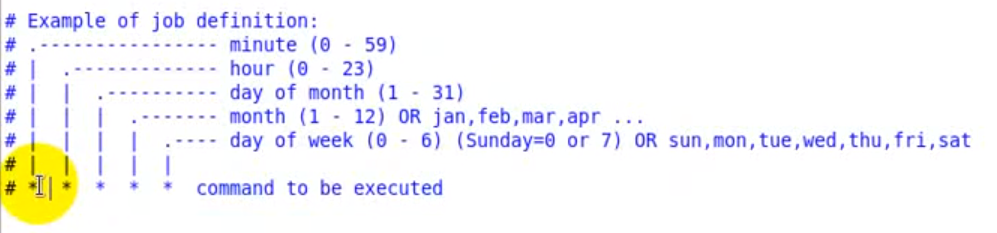 # Example of job definition:
# .---------------- minute (0 - 59)
# |  .------------- hour (0 - 23)
# |  |  .---------- day of month (1 - 31)
# |  |  |  .------- month (1 - 12) OR jan,feb,mar,apr ...
# |  |  |  |  .---- day of week (0 - 6) (Sunday=0 or 7) OR sun,mon,tue,wed,thu,fri,sat
# |  |  |  |  |
# *  *  *  *  *  command to be executed